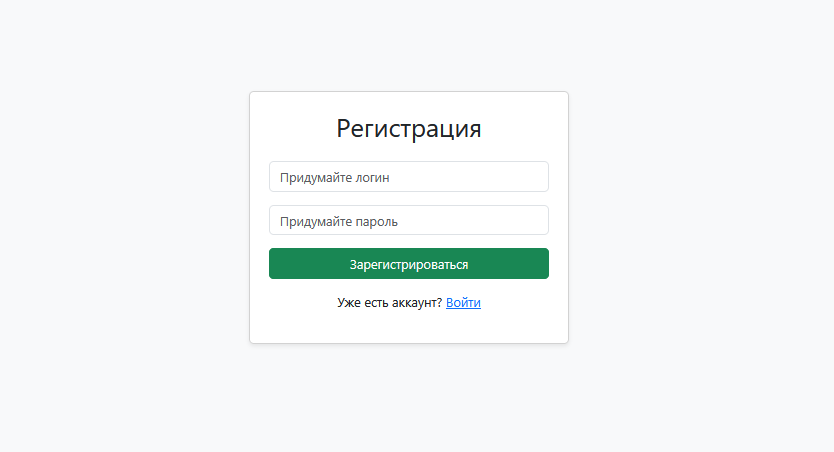 Регистрация
Придумайте логин
Придумайте пароль
Зарегистрироваться
Уже есть аккаунт? Войти